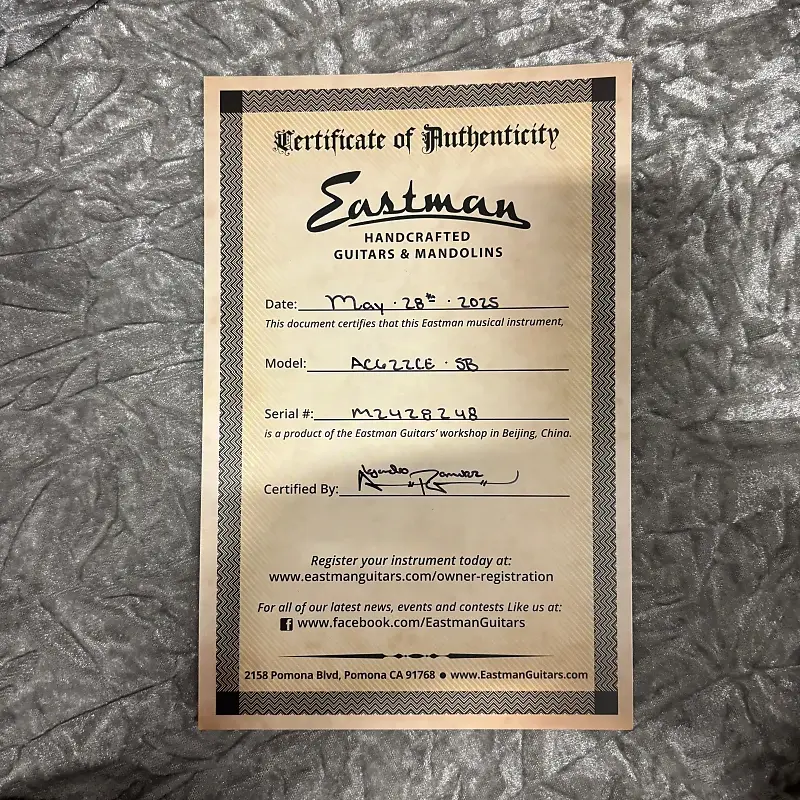 Certificate of Authenticity
Eastman
HANDCRAFTED
GUITARS & MANDOLINS
Date: May · 28th · 2025
This document certifies that this Eastman musical instrument,
Model: AC622CE · SB
Serial #: M2428248
is a product of the Eastman Guitars' workshop in Beijing, China.
Certified By: Alejandro Ramirez
Register your instrument today at:
www.eastmanguitars.com/owner-registration
For all of our latest news, events and contests Like us at:
f www.facebook.com/EastmanGuitars
2158 Pomona Blvd, Pomona CA 91768 ● www.EastmanGuitars.com